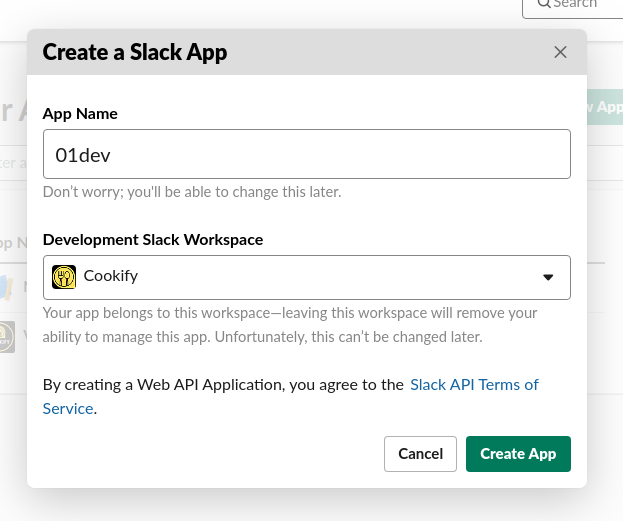 Search
Create a Slack App
App Name
01dev
Don't worry; you'll be able to change this later.
Development Slack Workspace
Cookify
Your app belongs to this workspace—leaving this workspace will remove your
ability to manage this app. Unfortunately, this can't be changed later.
By creating a Web API Application, you agree to the Slack API Terms of
Service.
Cancel
Create App